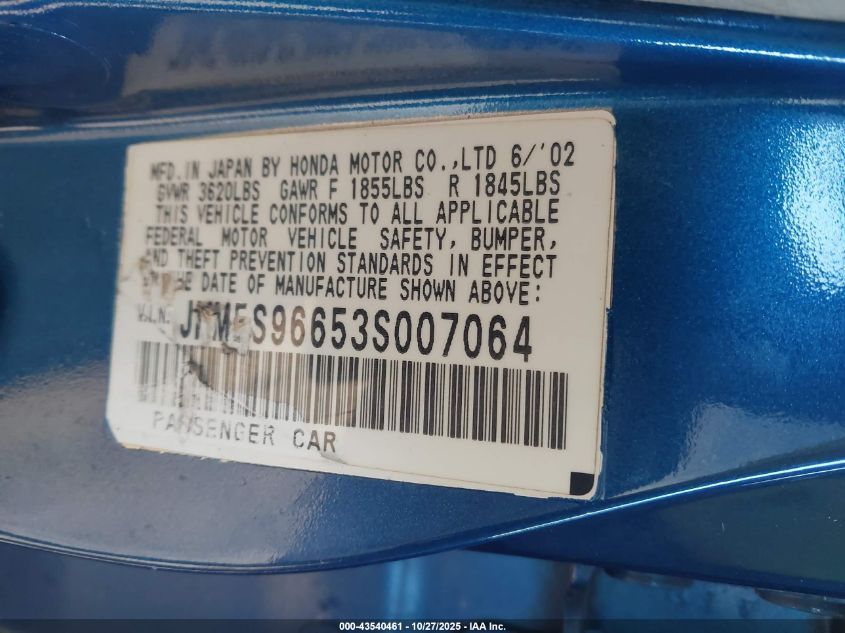 MFD.IN JAPAN BY HONDA MOTOR CO.,LTD 6/'02
GVWR 3620LBS GAWR F 1855LBS R 1845LBS
THIS VEHICLE CONFORMS TO ALL APPLICABLE
FEDERAL MOTOR VEHICLE SAFETY, BUMPER,
AND THEFT PREVENTION STANDARDS IN EFFECT
ON THE DATE OF MANUFACTURE SHOWN ABOVE:
V.I.N: JHMES96653S007064
PASSENGER CAR
000-43540461 | 10/27/2025 - IAA Inc.